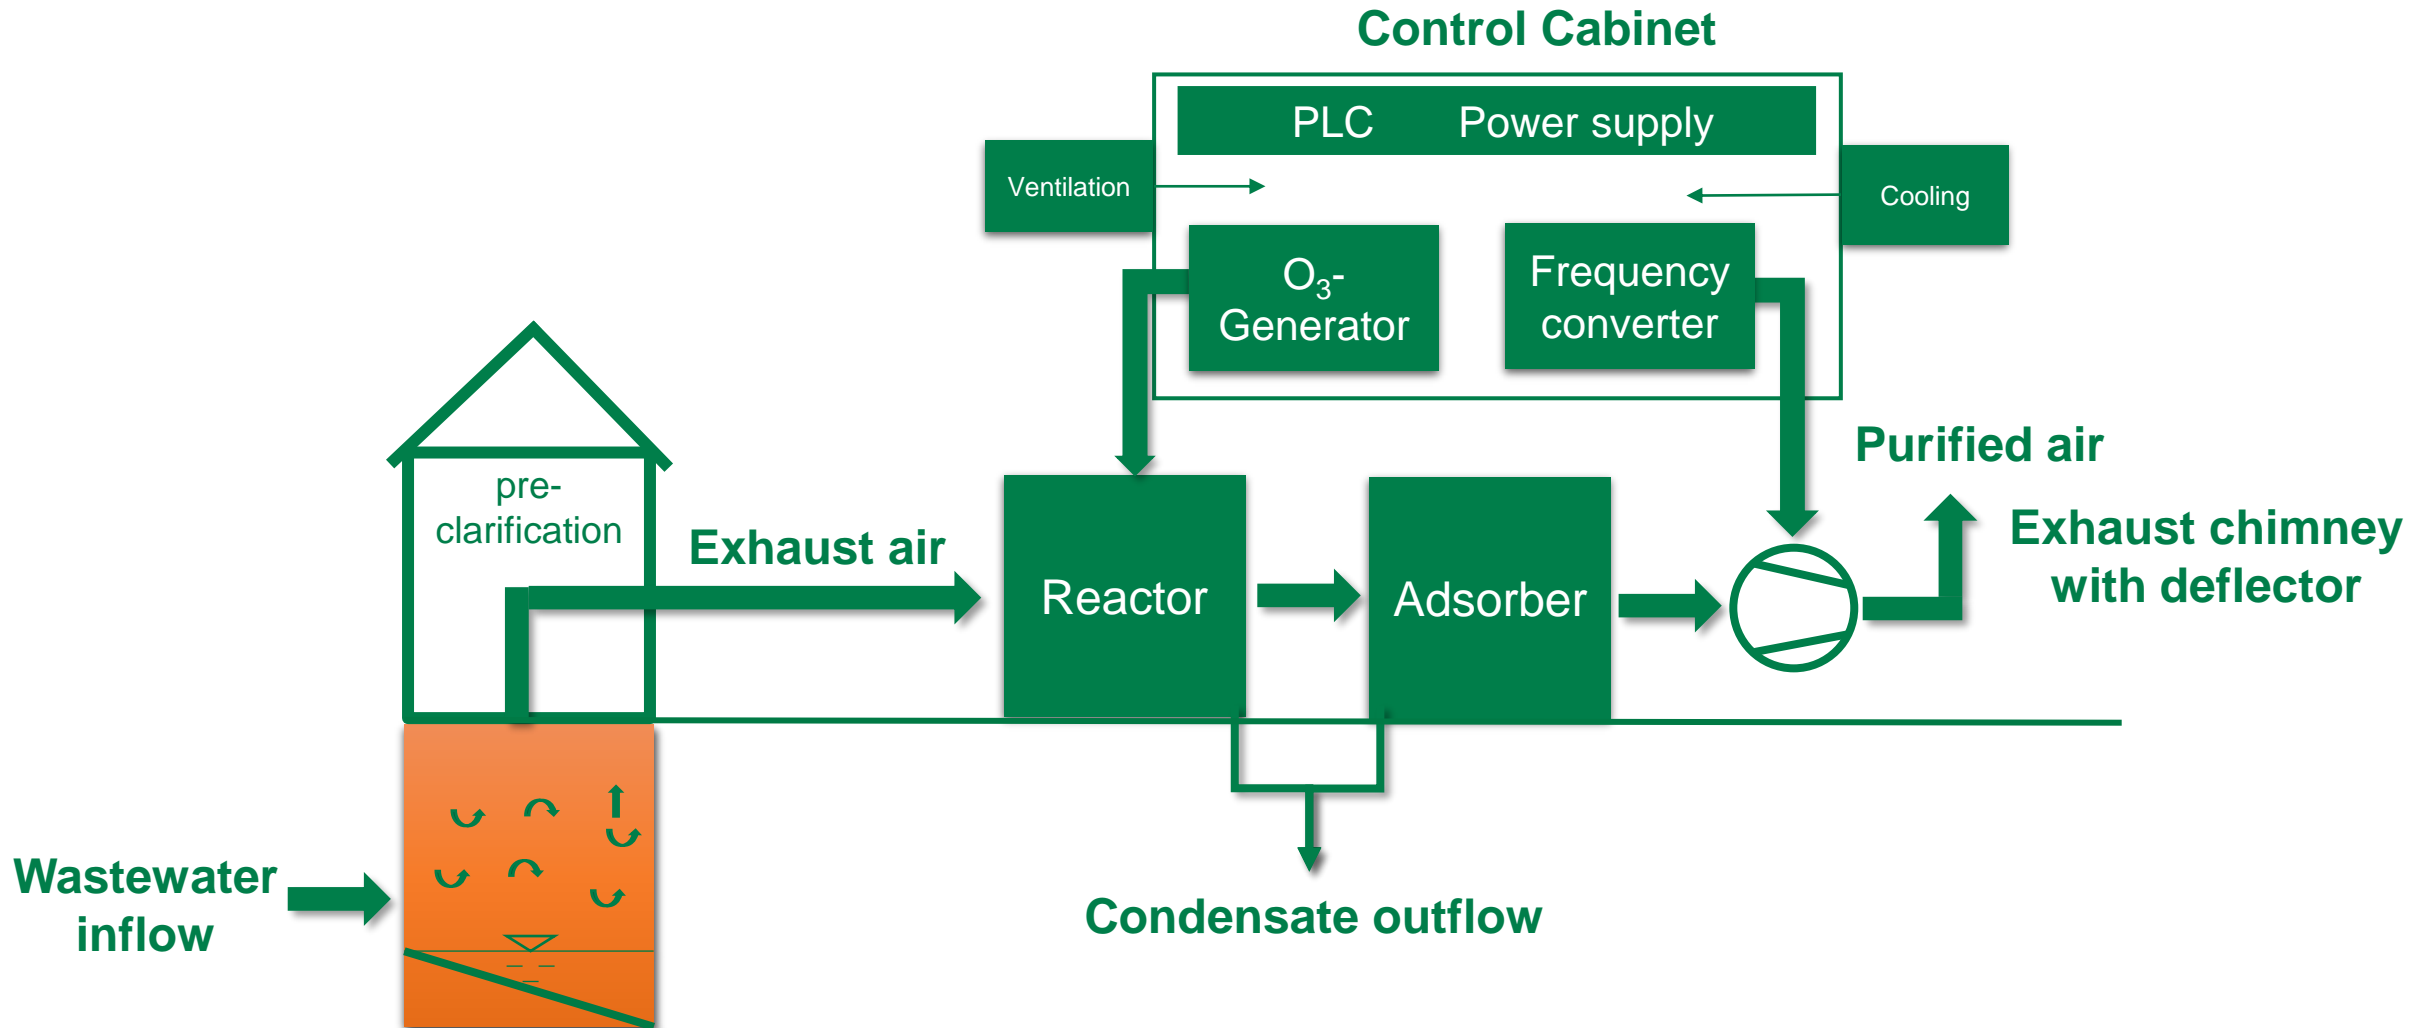 Control Cabinet
PLC Power supply
Ventilation
Cooling
O₃-
Generator
Frequency
converter
pre-
clarification
Exhaust air
Reactor
Adsorber
Purified air
Exhaust chimney
with deflector
Wastewater
inflow
Condensate outflow